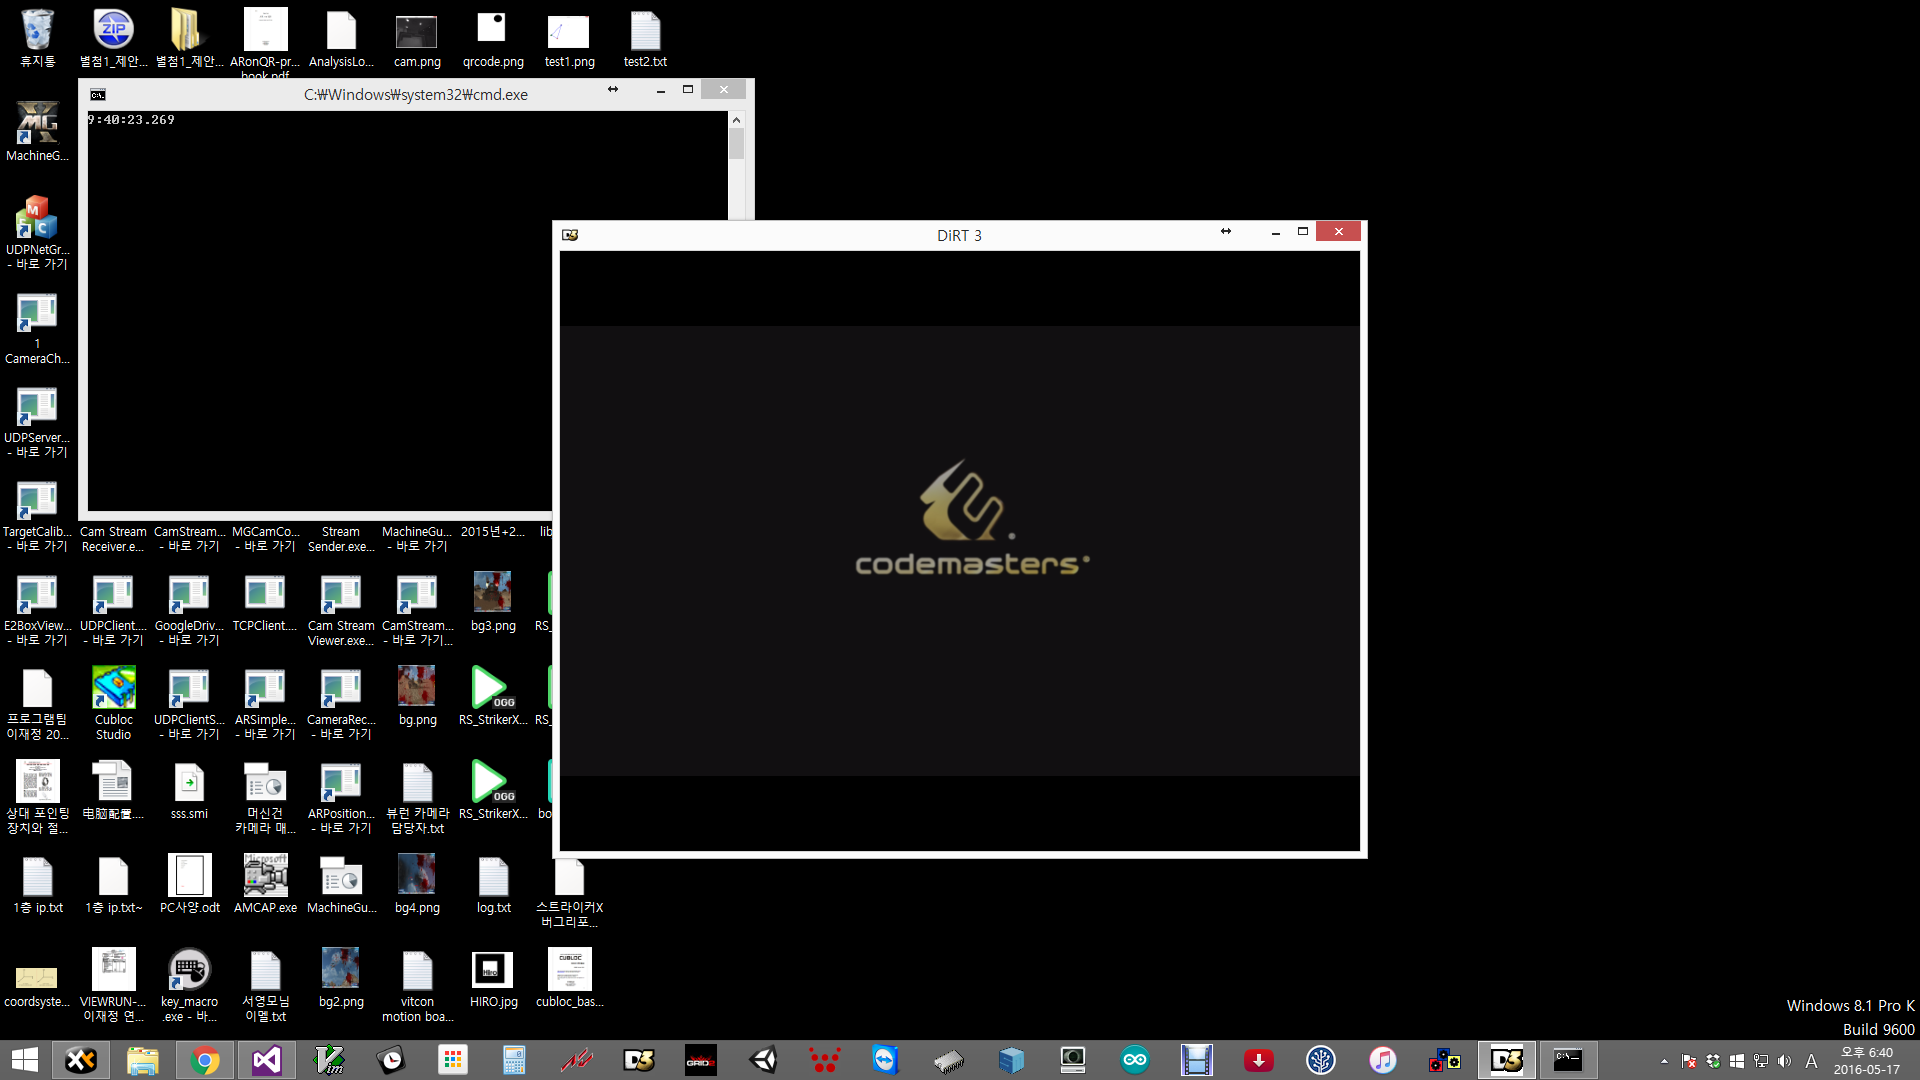 휴지통
별첨1_제안...
별첨1_제안...
ARonQR-pr...
book.pdf
AnalysisLo...
cam.png
qrcode.png
test1.png
test2.txt
C:\Windows\system32\cmd.exe
9:40:23.269
MachineG...
UDPNetGr...
- 바로 가기
1
CameraCh...
UDPServer...
- 바로 가기
DiRT 3
codemasters
TargetCalib...
- 바로 가기
Cam Stream
Receiver.e...
CamStream...
- 바로 가기
MGCamCo...
- 바로 가기
Stream
Sender.exe...
MachineGu...
- 바로 가기
2015년+2...
lib
E2BoxView...
- 바로 가기
UDPClient....
- 바로 가기
GoogleDriv...
- 바로 가기
TCPClient....
Cam Stream
Viewer.exe...
CamStream...
- 바로 가기...
bg3.png
RS_
프로그램팀
이재정 20...
Cubloc
Studio
UDPClientS...
- 바로 가기
ARSimple...
- 바로 가기
CameraRec...
- 바로 가기
bg.png
OGG
RS_StrikerX...
RS_
상대 포인팅
장치와 절...
电脑配置....
sss.smi
머신건
카메라 매...
ARPosition...
- 바로 가기
뷰런 카메라
담당자.txt
OGG
RS_StrikerX...
bo
1층 ip.txt
1층 ip.txt~
PC사양.odt
Microsoft
AMCAP.exe
MachineGu...
bg4.png
log.txt
스트라이커X
버그리포...
coordsyste...
VIEWRUN-...
이재정 연...
key_macro
.exe - 바...
서영모님
이멜.txt
bg2.png
vitcon
motion boa...
Hiro
HIRO.jpg
CUBLOC
cubloc_bas...
Windows 8.1 Pro K
Build 9600
A
오후 6:40
2016-05-17